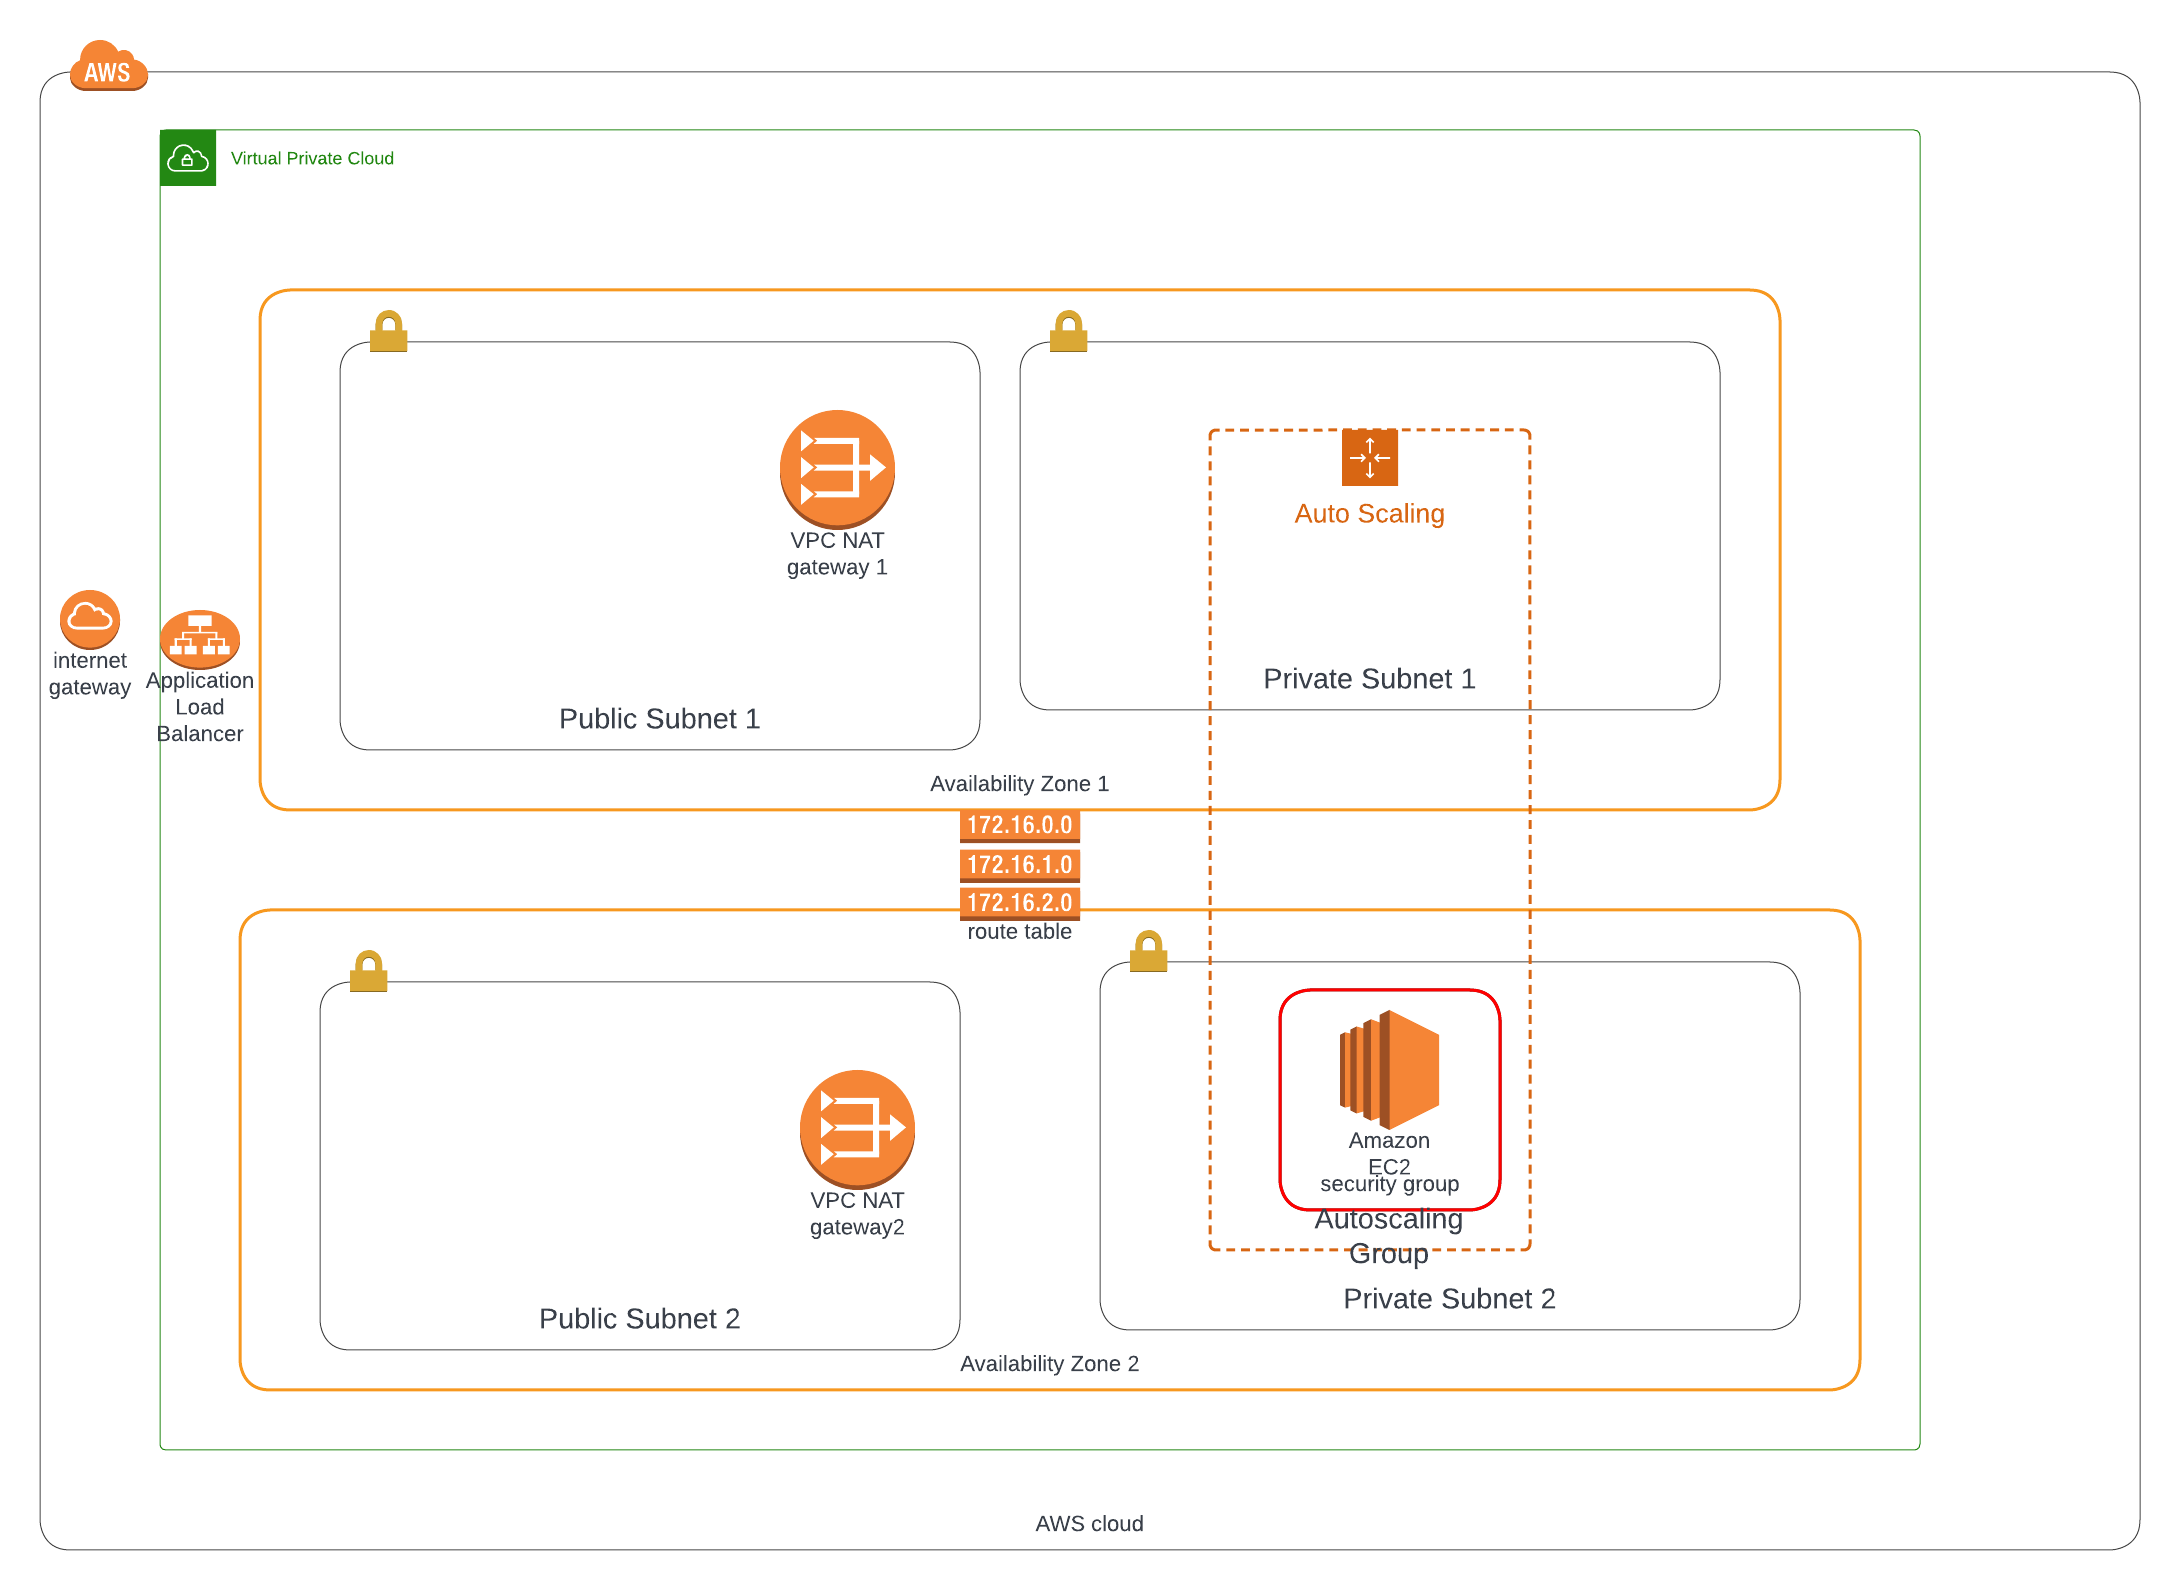 AWS
Virtual Private Cloud
VPC NAT
gateway 1
Auto Scaling
internet
gateway
Application
Load
Balancer
Private Subnet 1
Public Subnet 1
Availability Zone 1
172.16.0.0
172.16.1.0
172.16.2.0
route table
Amazon
EC2
security group
VPC NAT
gateway2
Autoscaling
Group
Private Subnet 2
Public Subnet 2
Availability Zone 2
AWS cloud